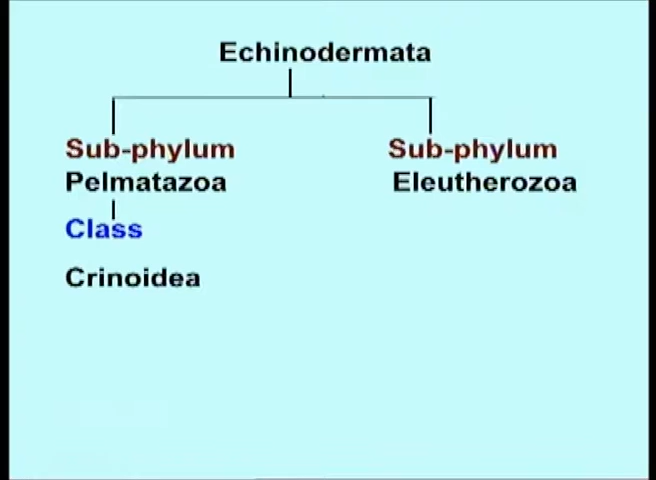 Echinodermata
Sub-phylum Sub-phylum
Pelmatazoa Eleutherozoa
Class
Crinoidea